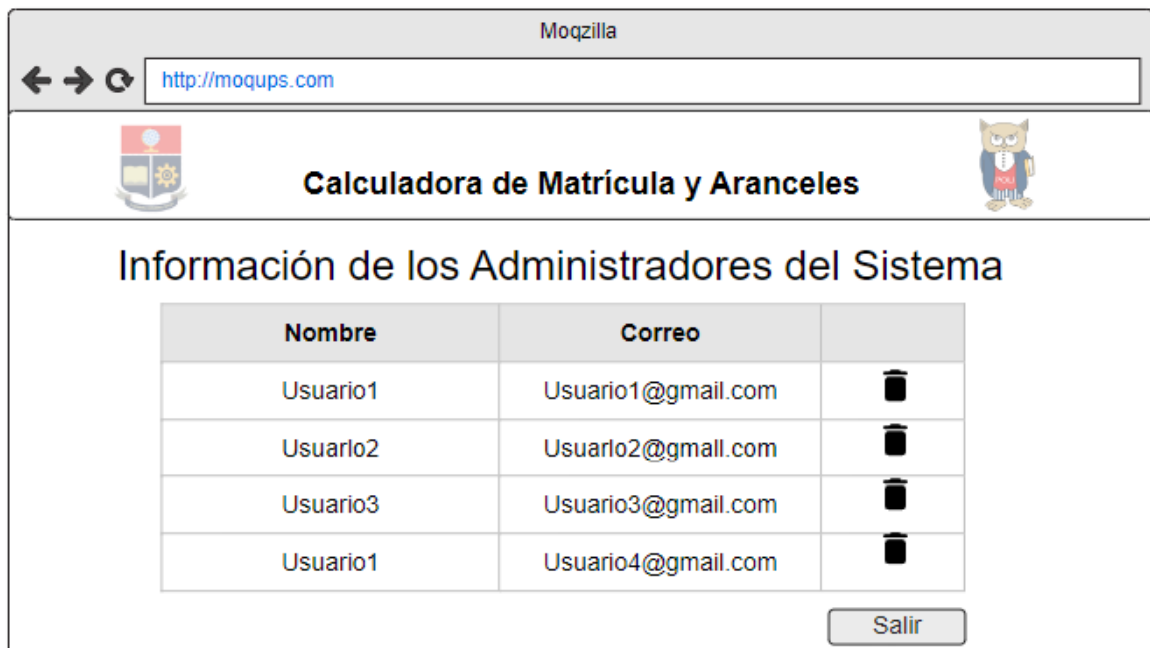 Moqzilla
http://moqups.com
POLI
Calculadora de Matrícula y Aranceles
Información de los Administradores del Sistema
Nombre Correo
Usuario1 Usuario1@gmail.com
Usuarlo2 Usuarlo2@gmall.com
Usuario3 Usuario3@gmail.com
Usuario1 Usuario4@gmail.com
Salir